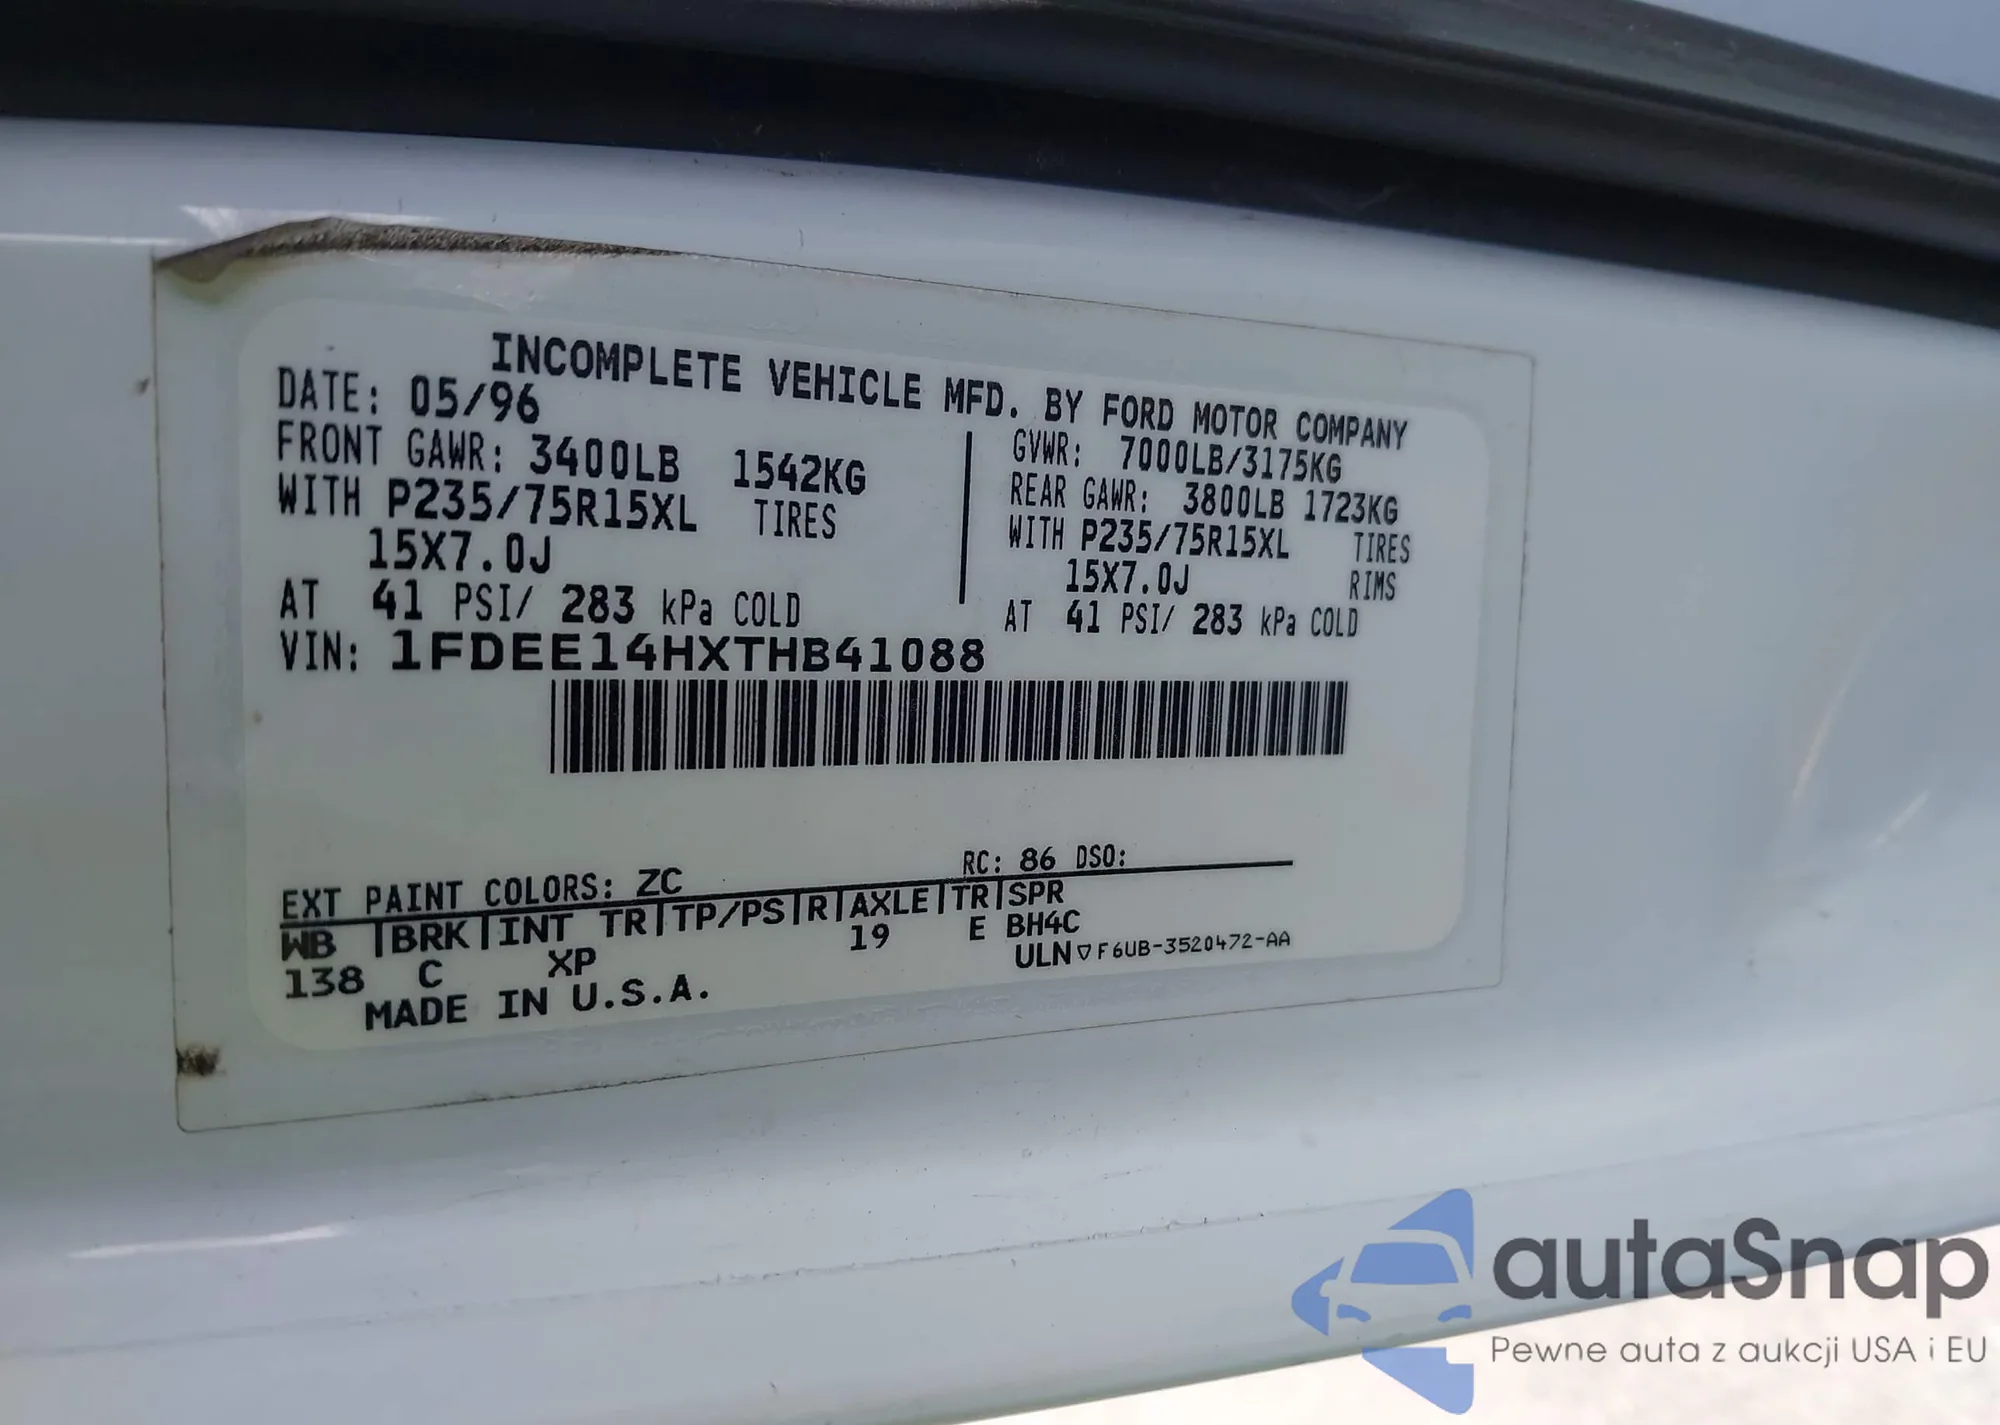 INCOMPLETE VEHICLE MFD. BY FORD MOTOR COMPANY
DATE: 05/96
GVWR: 7000LB/3175KG
FRONT GAWR: 3400LB 1542KG
REAR GAWR: 3800LB 1723KG
WITH P235/75R15XL TIRES
WITH P235/75R15XL TIRES
15X7.0J
15X7.0J RIMS
AT 41 PSI/ 283 kPa COLD
AT 41 PSI/ 283 kPa COLD
VIN: 1FDEE14HXTHB41088
EXT PAINT COLORS: ZC RC: 86 DSO:
WB |BRK|INT TR|TP/PS|R|AXLE|TR|SPR
138 C XP 19 E BH4C
MADE IN U.S.A. ULN▽F6UB-3520472-AA
autaSnap
Pewne auta z aukcji USA i EU